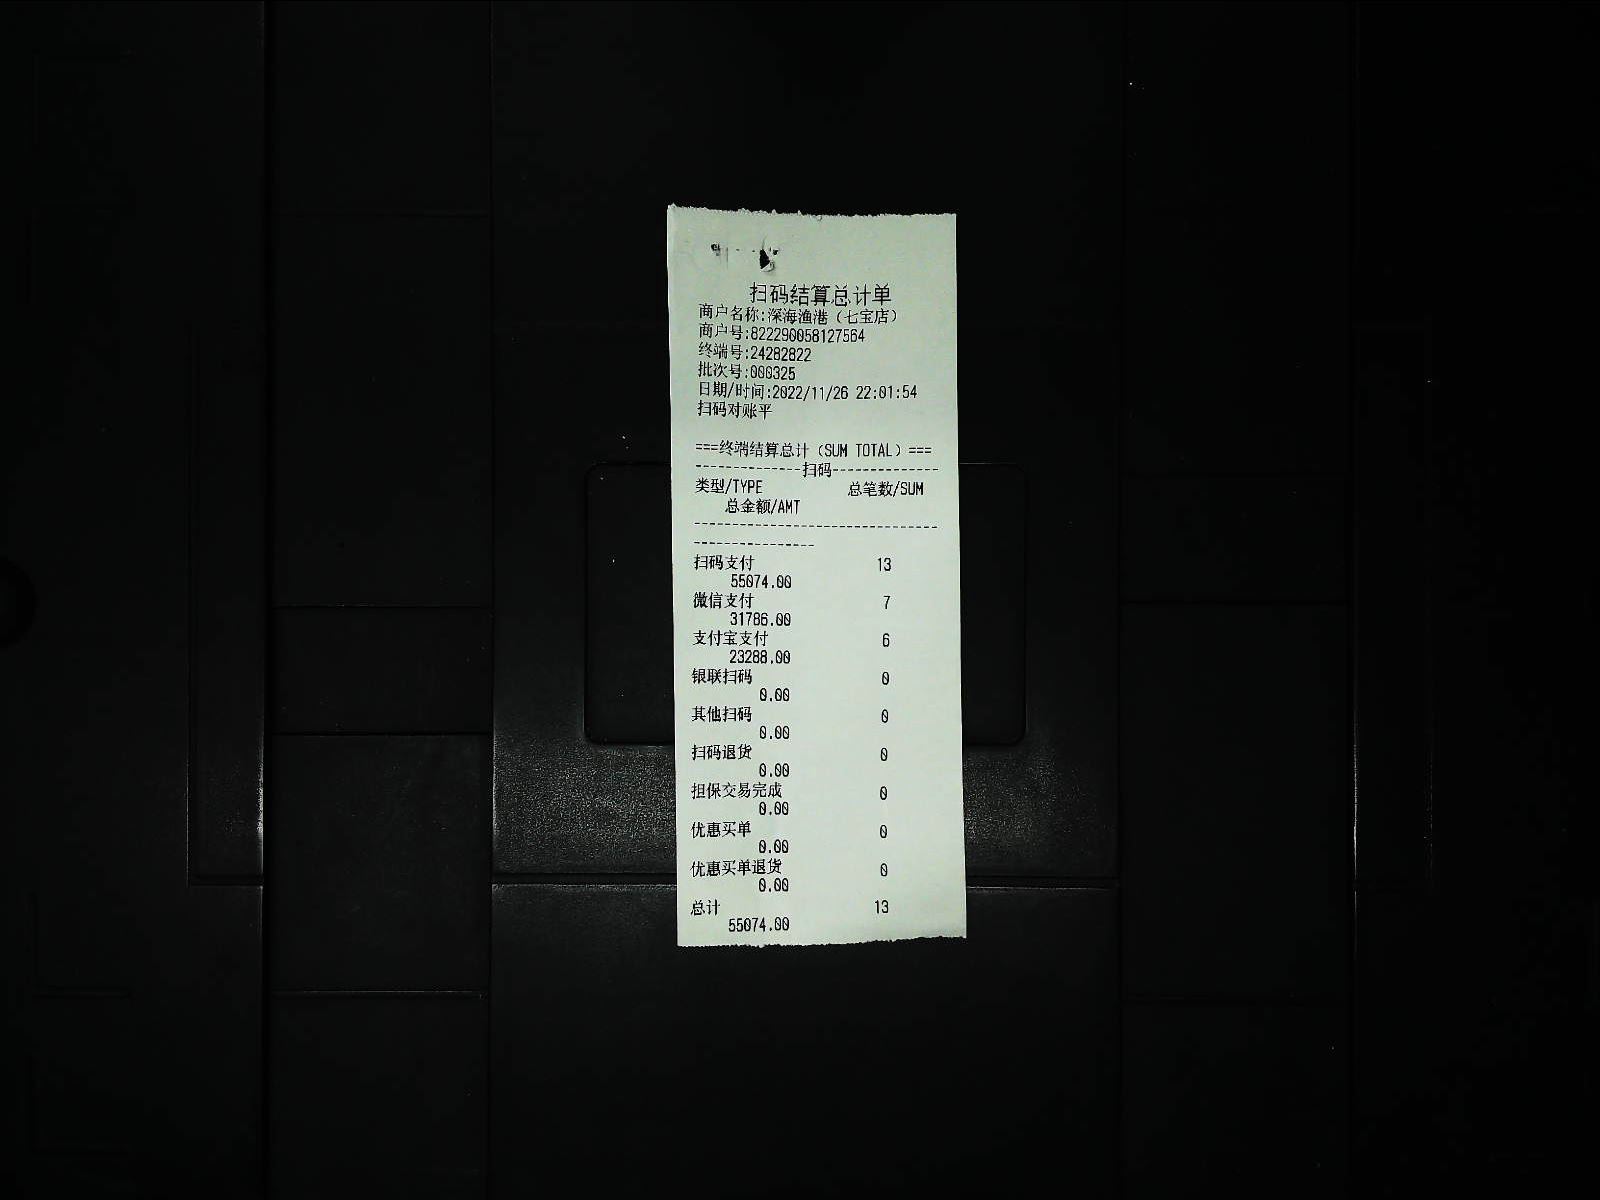 扫码结算总计单
商户名称:深海渔港（七宝店）
商户号:822290058127564
终端号:24282822
批次号:000325
日期/时间:2022/11/26 22:01:54
扫码对账平
===终端结算总计（SUM TOTAL）===
--------------扫码--------------
类型/TYPE 总笔数/SUM
总金额/AMT
--------------------------------
----------------
扫码支付 13
55074.00
微信支付 7
31786.00
支付宝支付 6
23288.00
银联扫码 0
0.00
其他扫码 0
0.00
扫码退货 0
0.00
担保交易完成 0
0.00
优惠买单 0
0.00
优惠买单退货 0
0.00
总计 13
55074.00